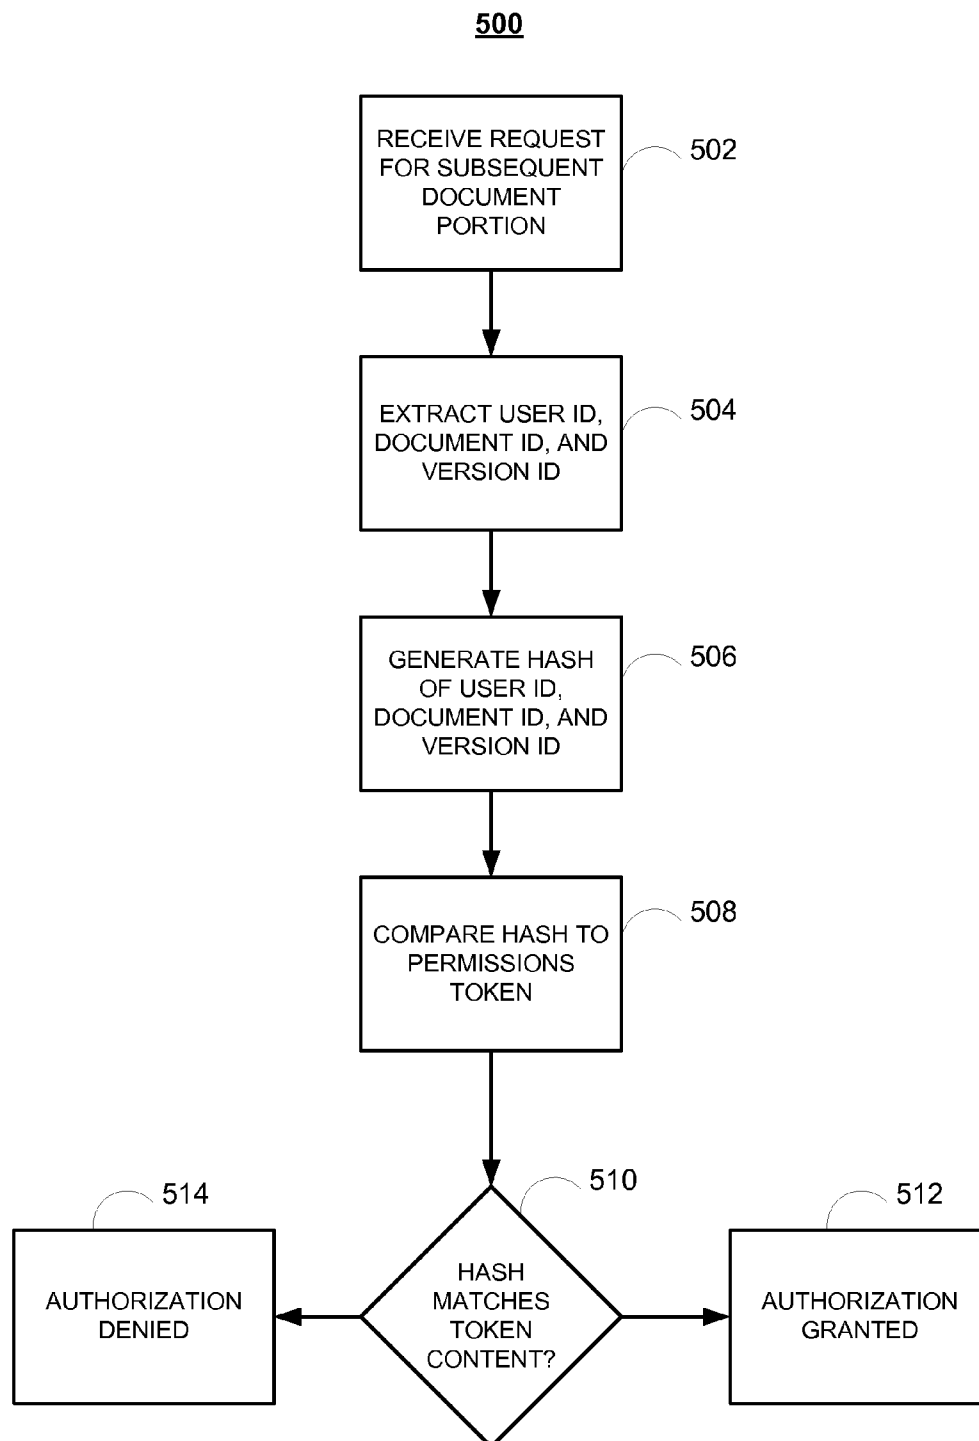 500
RECEIVE REQUEST
FOR SUBSEQUENT
DOCUMENT
PORTION
502
EXTRACT USER ID,
DOCUMENT ID, AND
VERSION ID
504
GENERATE HASH
OF USER ID,
DOCUMENT ID, AND
VERSION ID
506
COMPARE HASH TO
PERMISSIONS
TOKEN
508
HASH
MATCHES
TOKEN
CONTENT?
510
AUTHORIZATION
DENIED
514
AUTHORIZATION
GRANTED
512